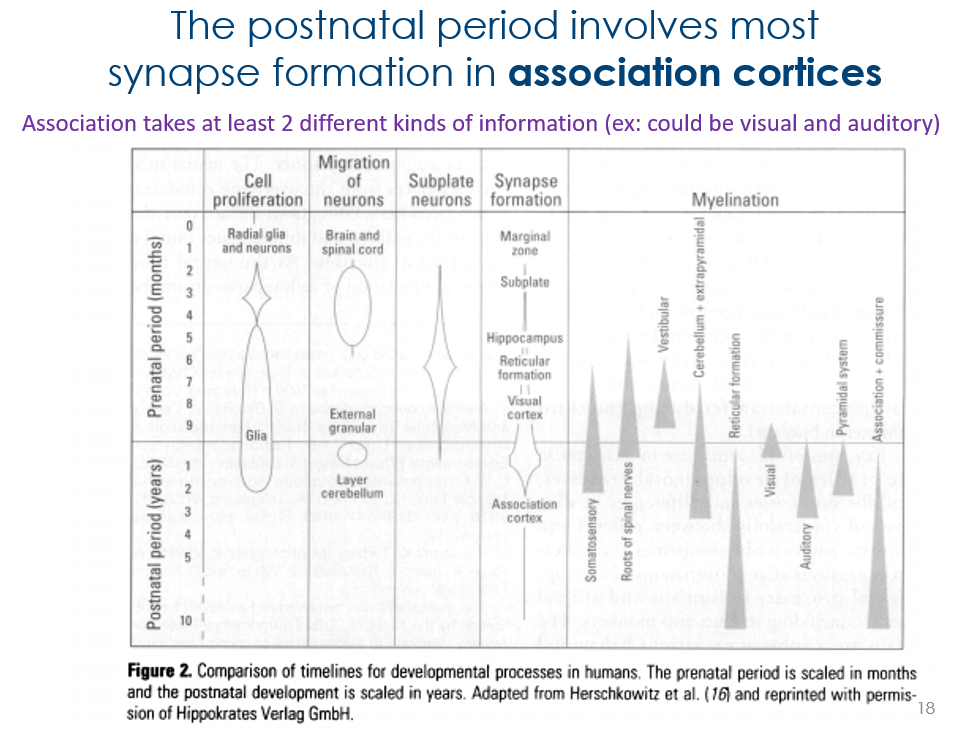 The postnatal period involves most
synapse formation in association cortices
Association takes at least 2 different kinds of information (ex: could be visual and auditory)
Cell
proliferation
Migration
of
neurons
Subplate
neurons
Synapse
formation
Myelination
Prenatal period (months)
0
1
2
3
4
5
6
7
8
9
Postnatal period (years)
1
2
3
4
5
10
Radial glia
and neurons
Glia
Brain and
spinal cord
External
granular
Layer
cerebellum
Marginal
zone
Subplate
Hippocampus
Reticular
formation
Visual
cortex
Association
cortex
Somatosensory
Roots of spinal nerves
Vestibular
Cerebellum + extrapyramidal
Reticular formation
Visual
Auditory
Pyramidal system
Association + commissure
Figure 2. Comparison of timelines for developmental processes in humans. The prenatal period is scaled in months
and the postnatal development is scaled in years. Adapted from Herschkowitz et al. (16) and reprinted with permis-
sion of Hippokrates Verlag GmbH.
18